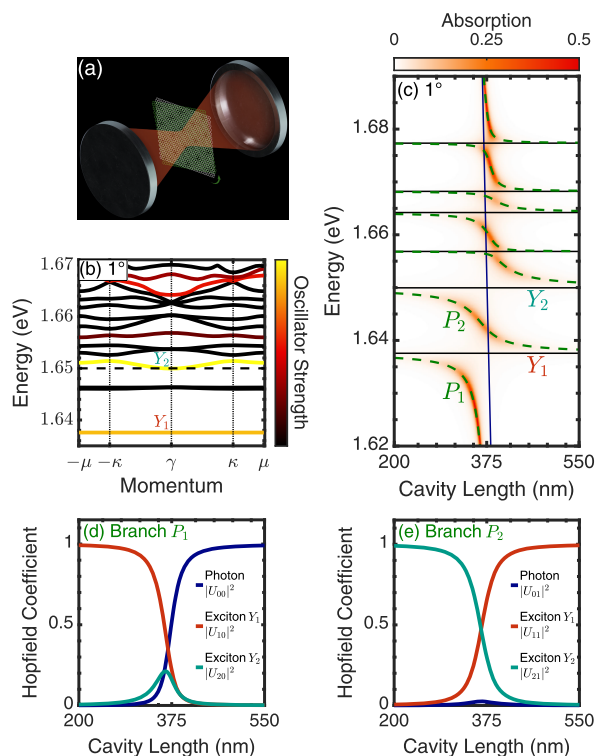 (a)
Absorption
0 0.25 0.5
(c) 1°
1.68
1.66
1.64
1.62
Energy (eV)
Y₂
P₂
Y₁
P₁
200 375 550
Cavity Length (nm)
(b) 1°
1.67
1.66
1.65
1.64
Energy (eV)
Y₂
Y₁
−μ −κ γ κ μ
Momentum
Oscillator Strength
(d) Branch P₁
1
0.5
0
Hopfield Coefficient
Photon
|U₀₀|²
Exciton Y₁
|U₁₀|²
Exciton Y₂
|U₂₀|²
200 375 550
Cavity Length (nm)
(e) Branch P₂
1
0.5
0
Hopfield Coefficient
Photon
|U₀₁|²
Exciton Y₁
|U₁₁|²
Exciton Y₂
|U₂₁|²
200 375 550
Cavity Length (nm)